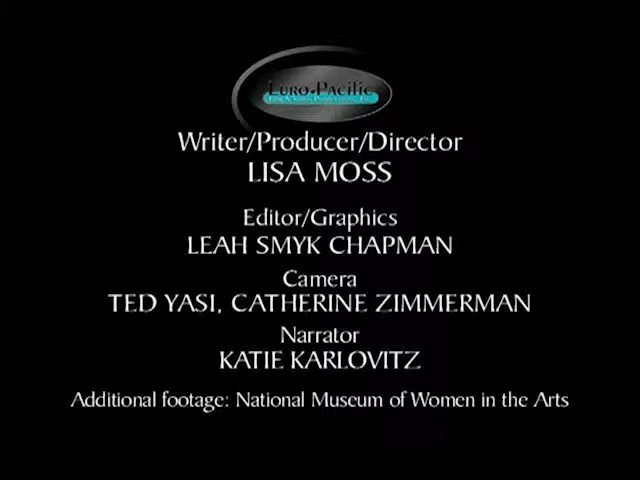 Euro-Pacific
Writer/Producer/Director
LISA MOSS
Editor/Graphics
LEAH SMYK CHAPMAN
Camera
TED YASI, CATHERINE ZIMMERMAN
Narrator
KATIE KARLOVITZ
Additional footage: National Museum of Women in the Arts